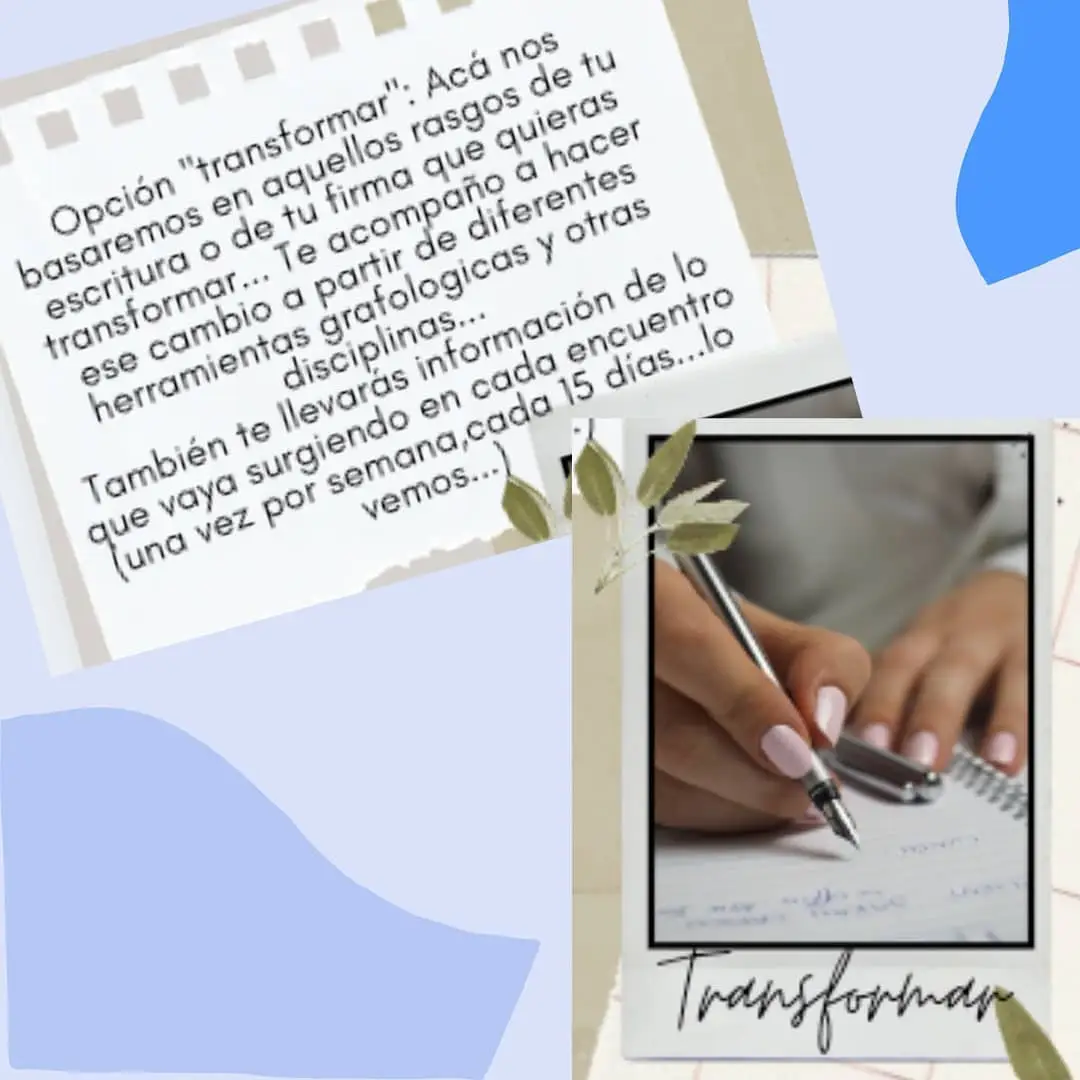 Opción "transformar": Acá nos
basaremos en aquellos rasgos de tu
escritura o de tu firma que quieras
transformar... Te acompaño a hacer
ese cambio a partir de diferentes
herramientas grafologicas y otras
disciplinas...
También te llevarás información de lo
que vaya surgiendo en cada encuentro
(una vez por semana,cada 15 días...lo
vemos...)
Transformar